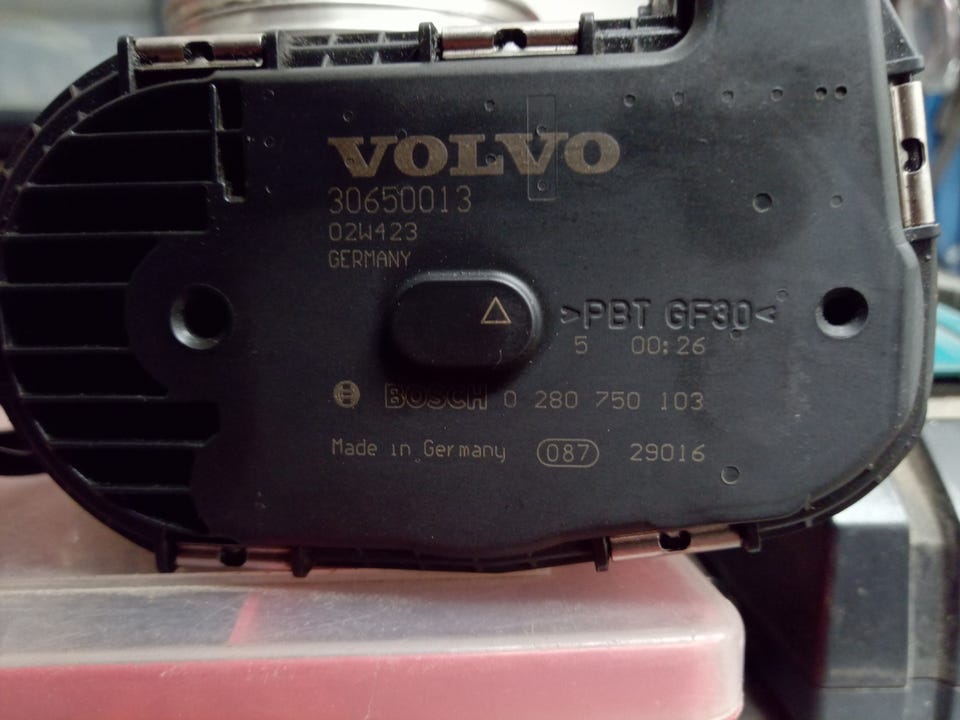 VOLVO
30650013
02W423
GERMANY
>PBT GF30<
5 00:26
BOSCH 0 280 750 103
Made in Germany 087 29016